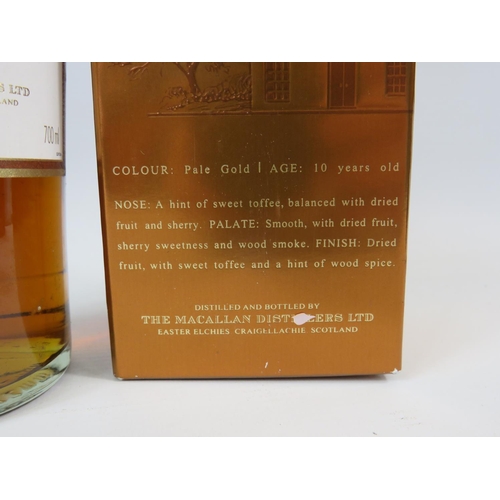 S LTD
LAND
700ml
COLOUR: Pale Gold | AGE: 10 years old
NOSE: A hint of sweet toffee, balanced with dried
fruit and sherry. PALATE: Smooth, with dried fruit,
sherry sweetness and wood smoke. FINISH: Dried
fruit, with sweet toffee and a hint of wood spice.
DISTILLED AND BOTTLED BY
THE MACALLAN DISTILLERS LTD
EASTER ELCHIES CRAIGELLACHIE SCOTLAND